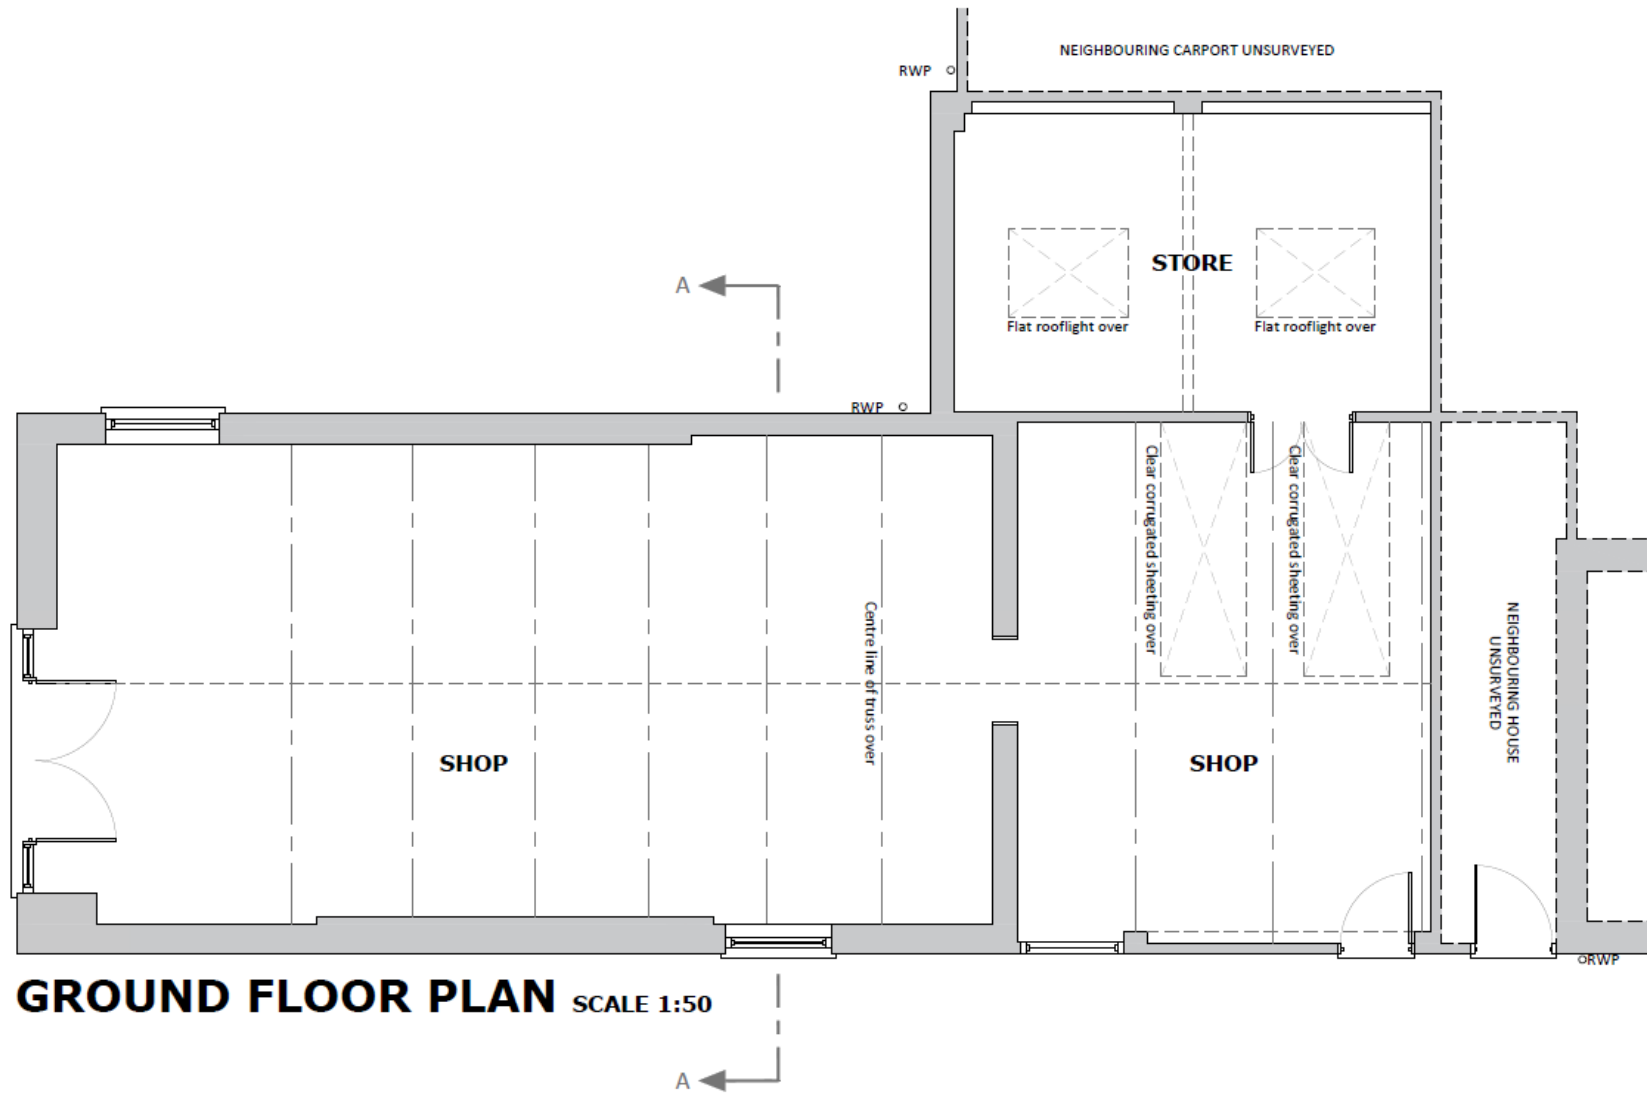 NEIGHBOURING CARPORT UNSURVEYED
RWP
STORE
A
Flat rooflight over
Flat rooflight over
RWP
Clear corrugated sheeting over
Clear corrugated sheeting over
Centre line of truss over
NEIGHBOURING HOUSE
UNSURVEYED
SHOP
SHOP
RWP
GROUND FLOOR PLAN SCALE 1:50
A